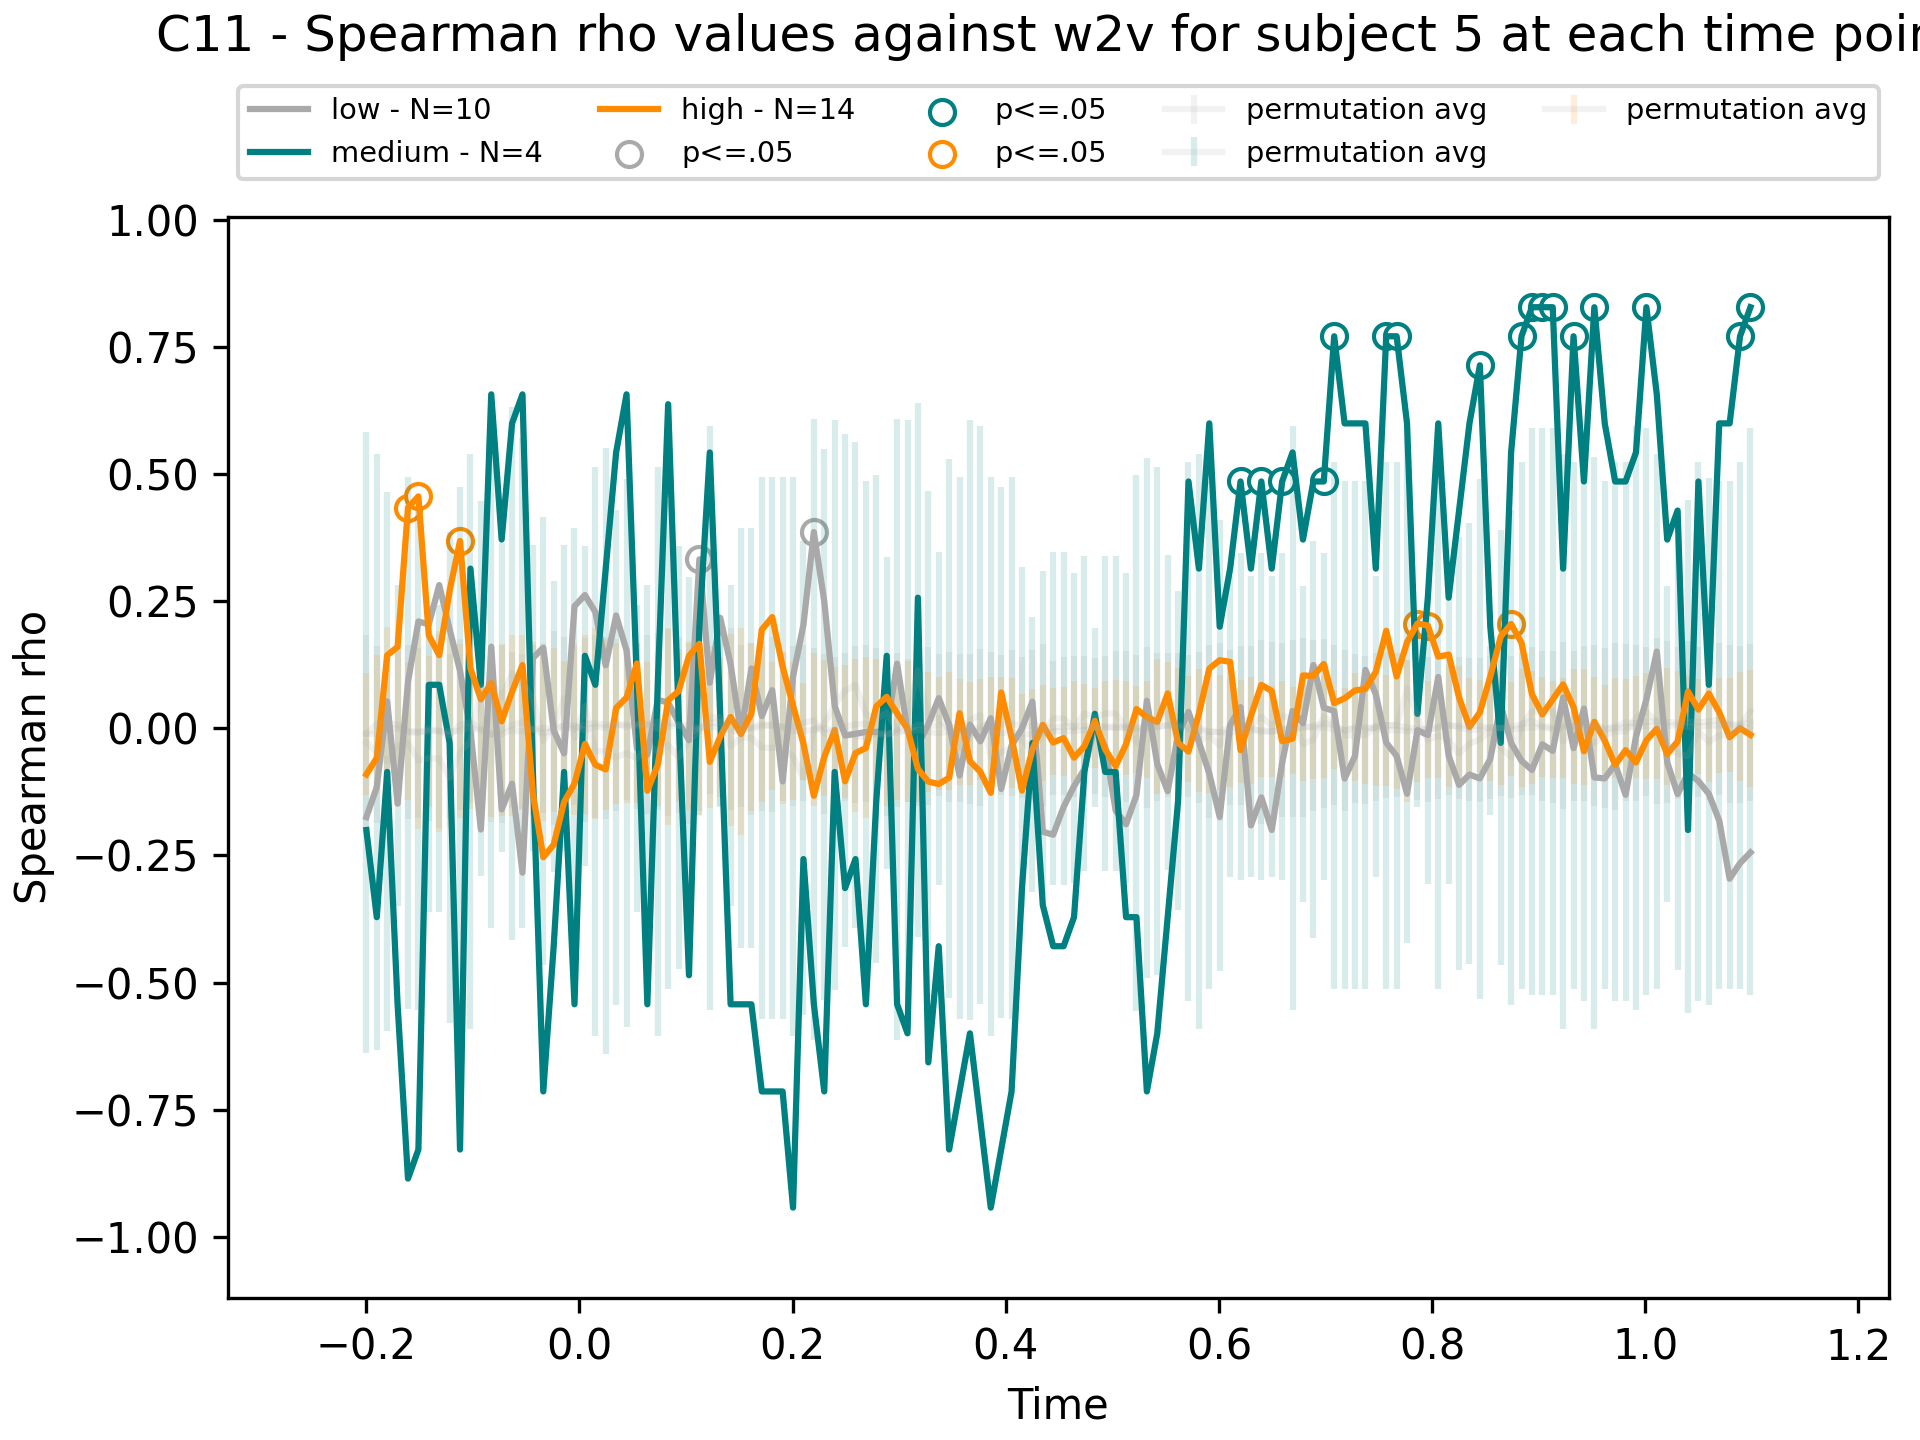 C11 - Spearman rho values against w2v for subject 5 at each time poi
low - N=10
medium - N=4
high - N=14
p<=.05
p<=.05
p<=.05
permutation avg
permutation avg
permutation avg
1.00
0.75
0.50
0.25
0.00
−0.25
−0.50
−0.75
−1.00
Spearman rho
−0.2
0.0
0.2
0.4
0.6
0.8
1.0
1.2
Time